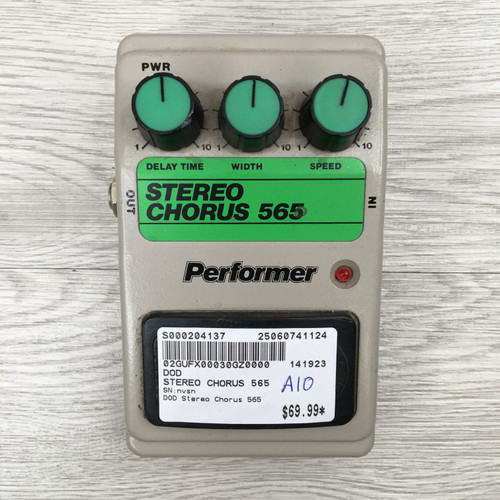 PWR
1 10 1 10 1 10
DELAY TIME WIDTH SPEED
OUT
STEREO
CHORUS 565
IN
Performer
S000204137 25060741124
02GUFX00030GZ0000 141923
DOD
STEREO CHORUS 565
A10
SN:nvsn
DOD Stereo Chorus 565
$69.99*